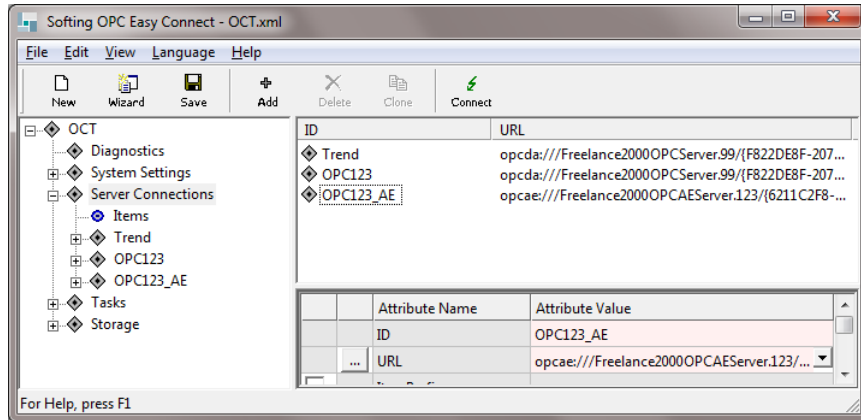 Softing OPC Easy Connect - OCT.xml
File Edit View Language Help
New Wizard Save Add Delete Clone Connect
OCT
Diagnostics
System Settings
Server Connections
Items
Trend
OPC123
OPC123_AE
Tasks
Storage
ID URL
Trend opcda:///Freelance2000OPCServer.99/{F822DE8F-207...
OPC123 opcda:///Freelance2000OPCServer.99/{F822DE8F-207...
OPC123_AE opcae:///Freelance2000OPCAEServer.123/{6211C2F8-...
Attribute Name Attribute Value
ID OPC123_AE
... URL opcae:///Freelance2000OPCAEServer.123/...
For Help, press F1